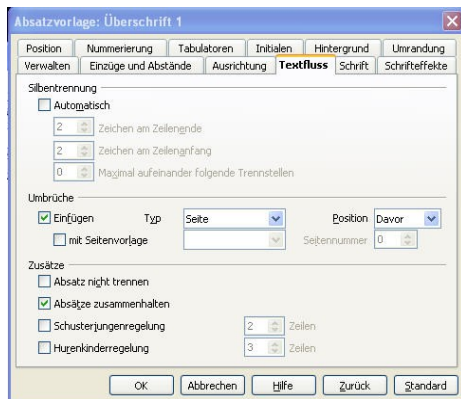 Absatzvorlage: Überschrift 1
Position Nummerierung Tabulatoren Initialen Hintergrund Umrandung
Verwalten Einzüge und Abstände Ausrichtung Textfluss Schrift Schrifteffekte
Silbentrennung
Automatisch
2 Zeichen am Zeilenende
2 Zeichen am Zeilenanfang
0 Maximal aufeinander folgende Trennstellen
Umbrüche
Einfügen Typ Seite Position Davor
mit Seitenvorlage Seitennummer 0
Zusätze
Absatz nicht trennen
Absätze zusammenhalten
Schusterjungenregelung 2 Zeilen
Hurenkinderregelung 3 Zeilen
OK Abbrechen Hilfe Zurück Standard